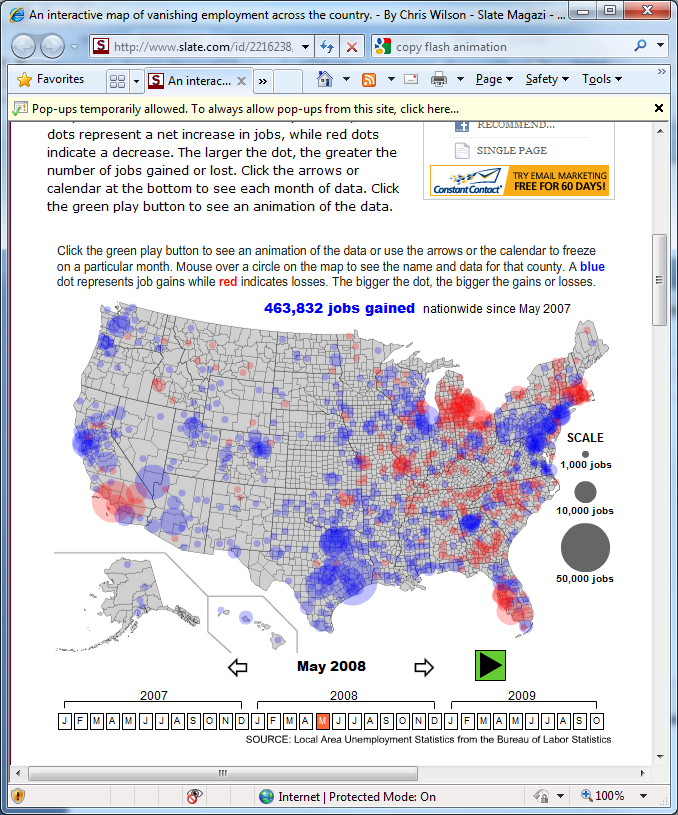 An interactive map of vanishing employment across the country. - By Chris Wilson - Slate Magazi - ...
http://www.slate.com/id/2216238,
copy flash animation
Favorites
An interac...
»
Page
Safety
Tools
»
Pop-ups temporarily allowed. To always allow pop-ups from this site, click here...
dots represent a net increase in jobs, while red dots
indicate a decrease. The larger the dot, the greater the
number of jobs gained or lost. Click the arrows or
calendar at the bottom to see each month of data. Click
the green play button to see an animation of the data.
RECOMMEND...
SINGLE PAGE
Constant Contact
TRY EMAIL MARKETING
FREE FOR 60 DAYS!
Click the green play button to see an animation of the data or use the arrows or the calendar to freeze
on a particular month. Mouse over a circle on the map to see the name and data for that county. A blue
dot represents job gains while red indicates losses. The bigger the dot, the bigger the gains or losses.
463,832 jobs gained nationwide since May 2007
SCALE
1,000 jobs
10,000 jobs
50,000 jobs
May 2008
2007 2008 2009
J F M A M J J A S O N D J F M A M J J A S O N D J F M A M J J A S O
SOURCE: Local Area Unemployment Statistics from the Bureau of Labor Statistics
Internet | Protected Mode: On
100%